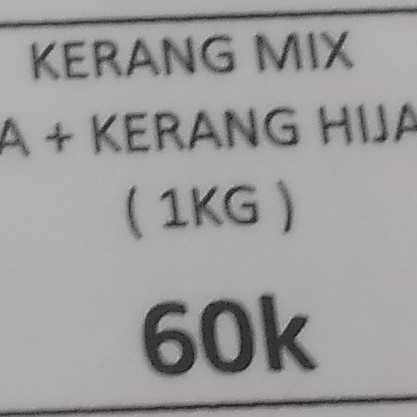 KERANG MIX
A + KERANG HIJA
( 1KG )
60k